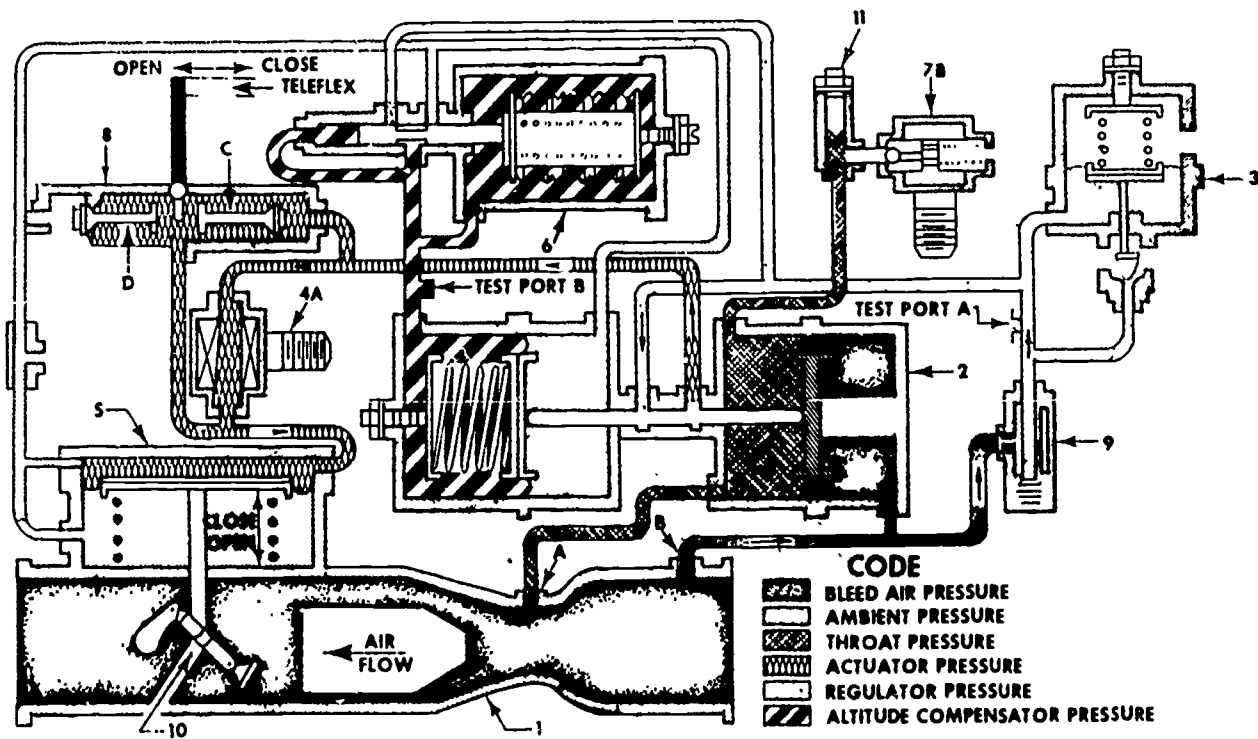 11
7B
OPEN CLOSE
TELEFLEX
8
C
3
6
D
TEST PORT B
4A
TEST PORT A
2
S
9
CLOSE
OPEN
A
B
CODE
BLEED AIR PRESSURE
AMBIENT PRESSURE
THROAT PRESSURE
ACTUATOR PRESSURE
REGULATOR PRESSURE
ALTITUDE COMPENSATOR PRESSURE
AIR
FLOW
10
1